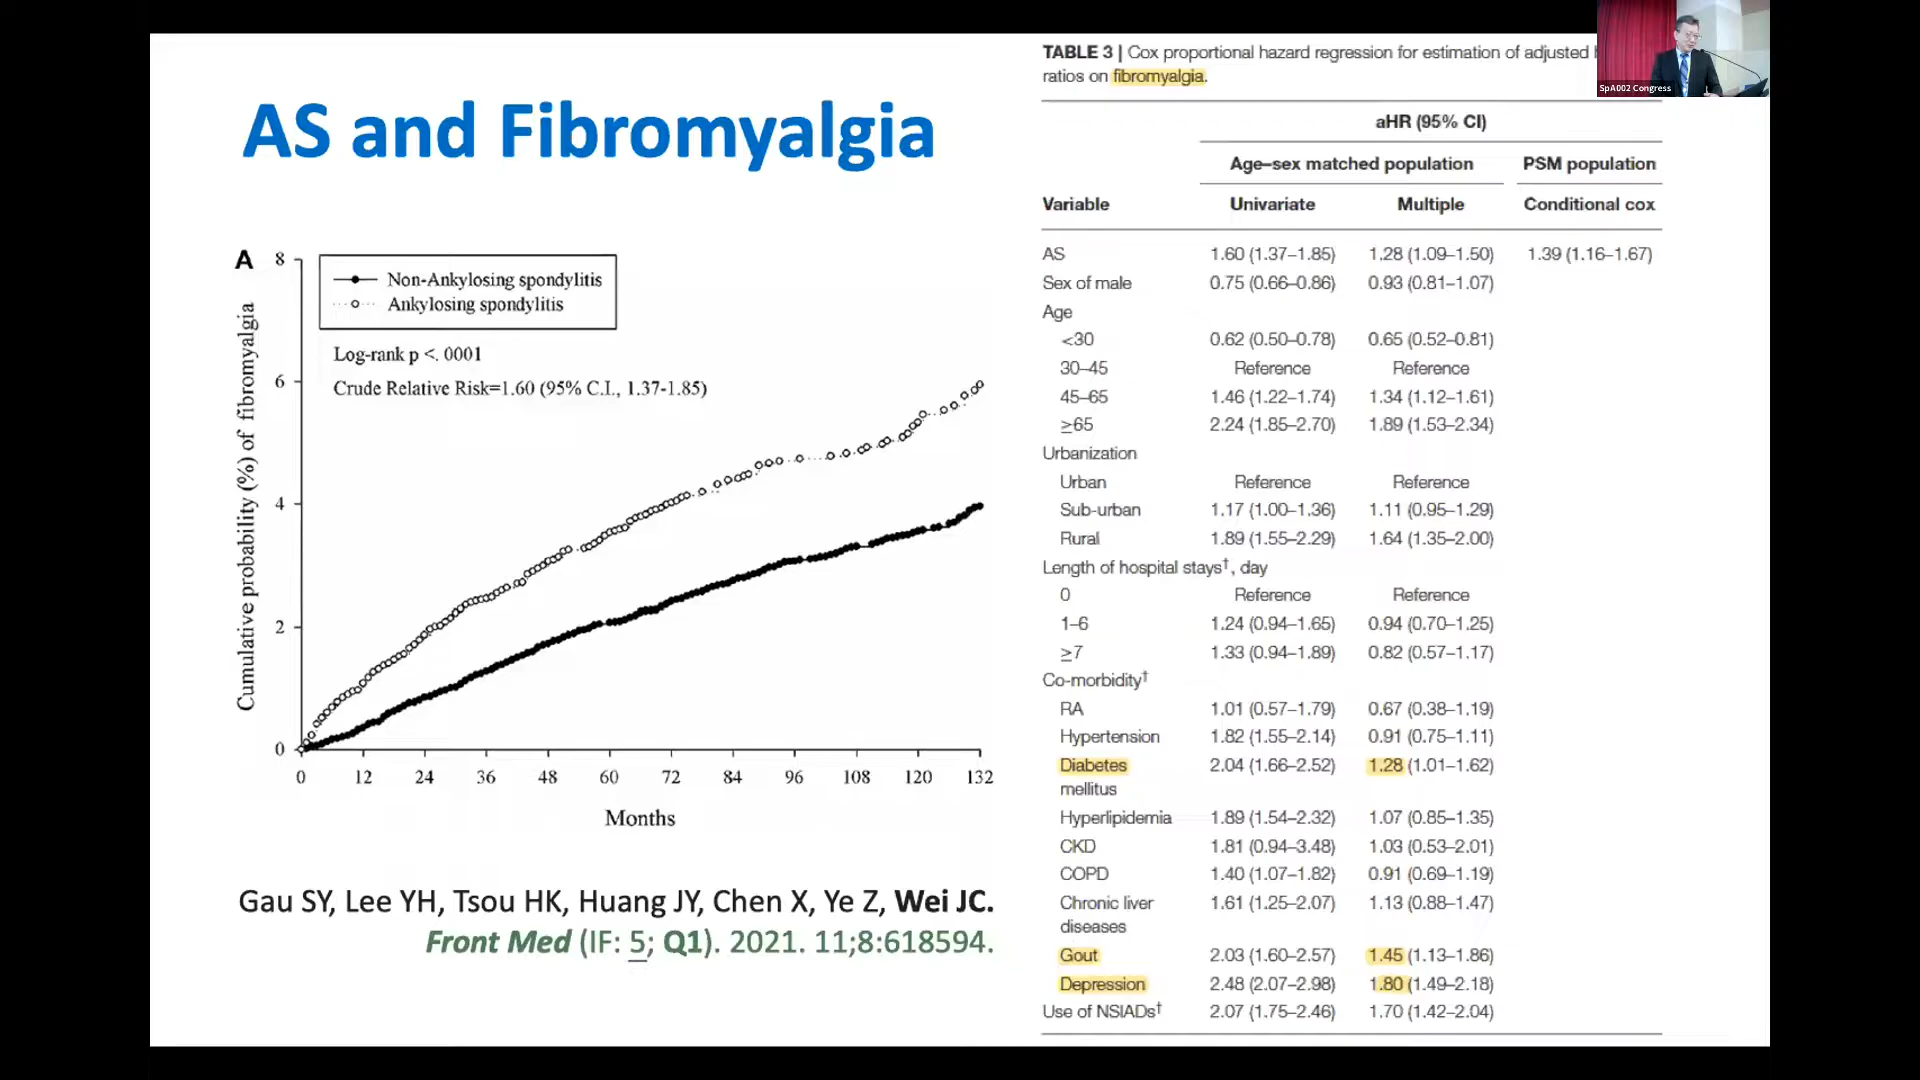 AS and Fibromyalgia
A
8
6
4
2
0
Cumulative probability (%) of fibromyalgia
Non-Ankylosing spondylitis
Ankylosing spondylitis
Log-rank p <. 0001
Crude Relative Risk=1.60 (95% C.I., 1.37-1.85)
0 12 24 36 48 60 72 84 96 108 120 132
Months
Gau SY, Lee YH, Tsou HK, Huang JY, Chen X, Ye Z, Wei JC.
Front Med (IF: 5; Q1). 2021. 11;8:618594.
TABLE 3 | Cox proportional hazard regression for estimation of adjusted
ratios on fibromyalgia.
aHR (95% CI)
Age–sex matched population PSM population
Variable Univariate Multiple Conditional cox
AS 1.60 (1.37–1.85) 1.28 (1.09–1.50) 1.39 (1.16–1.67)
Sex of male 0.75 (0.66–0.86) 0.93 (0.81–1.07)
Age
<30 0.62 (0.50–0.78) 0.65 (0.52–0.81)
30–45 Reference Reference
45–65 1.46 (1.22–1.74) 1.34 (1.12–1.61)
≥65 2.24 (1.85–2.70) 1.89 (1.53–2.34)
Urbanization
Urban Reference Reference
Sub-urban 1.17 (1.00–1.36) 1.11 (0.95–1.29)
Rural 1.89 (1.55–2.29) 1.64 (1.35–2.00)
Length of hospital stays†, day
0 Reference Reference
1–6 1.24 (0.94–1.65) 0.94 (0.70–1.25)
≥7 1.33 (0.94–1.89) 0.82 (0.57–1.17)
Co-morbidity†
RA 1.01 (0.57–1.79) 0.67 (0.38–1.19)
Hypertension 1.82 (1.55–2.14) 0.91 (0.75–1.11)
Diabetes 2.04 (1.66–2.52) 1.28 (1.01–1.62)
mellitus
Hyperlipidemia 1.89 (1.54–2.32) 1.07 (0.85–1.35)
CKD 1.81 (0.94–3.48) 1.03 (0.53–2.01)
COPD 1.40 (1.07–1.82) 0.91 (0.69–1.19)
Chronic liver 1.61 (1.25–2.07) 1.13 (0.88–1.47)
diseases
Gout 2.03 (1.60–2.57) 1.45 (1.13–1.86)
Depression 2.48 (2.07–2.98) 1.80 (1.49–2.18)
Use of NSIADs† 2.07 (1.75–2.46) 1.70 (1.42–2.04)
SpA002 Congress